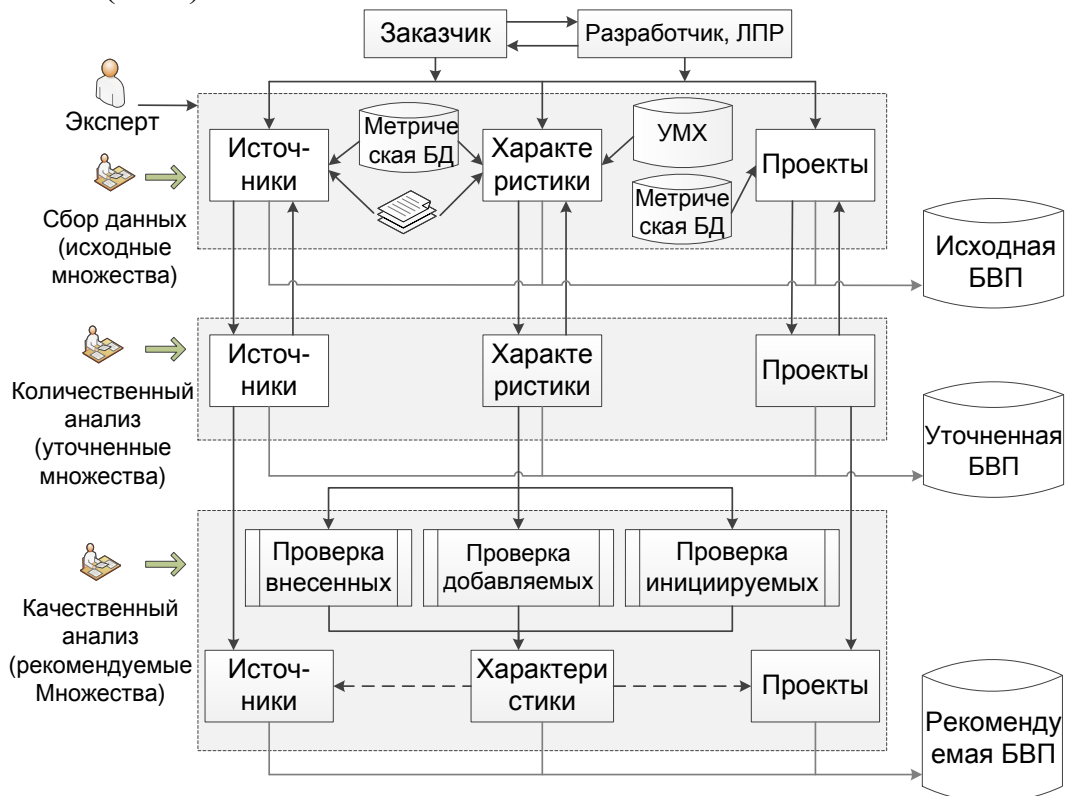 Заказчик
Разработчик, ЛПР
Эксперт
Источ-
ники
Метриче
ская БД
Характе
ристики
УМХ
Метриче
ская БД
Проекты
Сбор данных
(исходные
множества)
Исходная
БВП
Источ-
ники
Характе
ристики
Проекты
Количественный
анализ
(уточненные
множества)
Уточненная
БВП
Проверка
внесенных
Проверка
добавляемых
Проверка
инициируемых
Качественный
анализ
(рекомендуемые
Множества)
Источ-
ники
Характери
стики
Проекты
Рекоменду
емая БВП